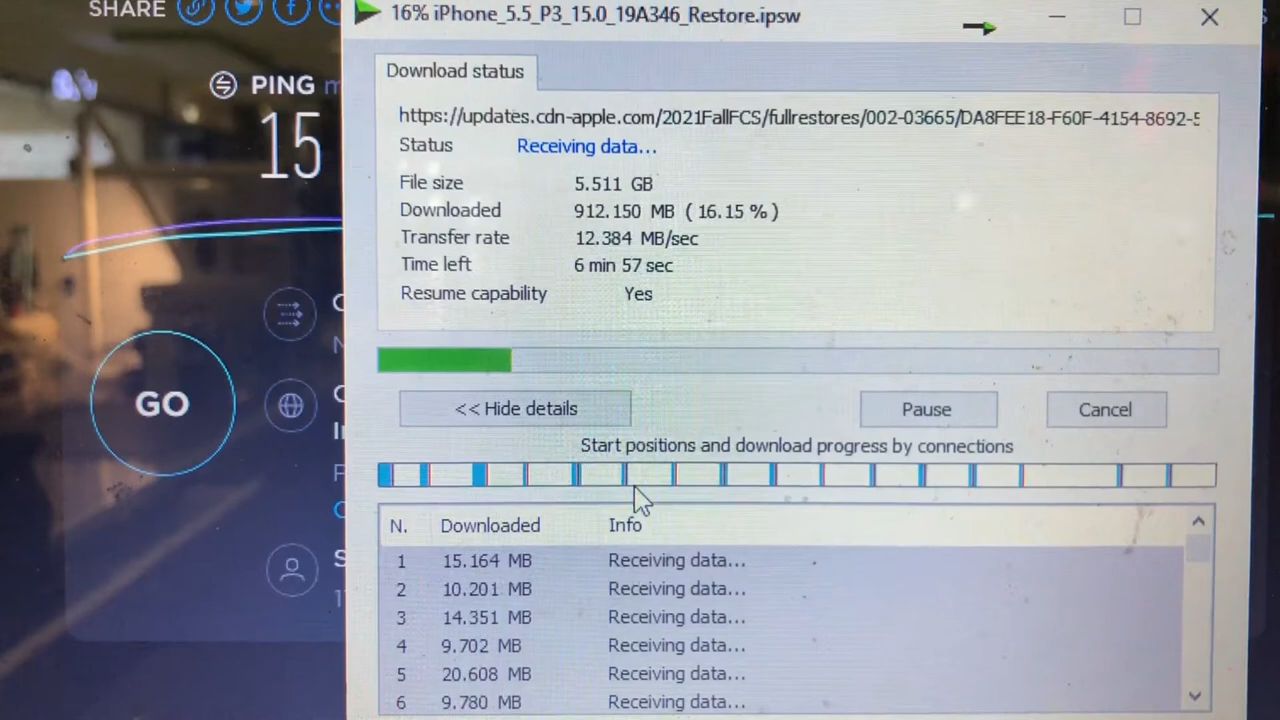 SHARE
PING
15
GO
16% iPhone_5.5_P3_15.0_19A346_Restore.ipsw
Download status
https://updates.cdn-apple.com/2021FallFCS/fullrestores/002-03665/DA8FEE18-F60F-4154-8692-5
Status Receiving data...
File size 5.511 GB
Downloaded 912.150 MB ( 16.15 % )
Transfer rate 12.384 MB/sec
Time left 6 min 57 sec
Resume capability Yes
<< Hide details Pause Cancel
Start positions and download progress by connections
N. Downloaded Info
1 15.164 MB Receiving data...
2 10.201 MB Receiving data...
3 14.351 MB Receiving data...
4 9.702 MB Receiving data...
5 20.608 MB Receiving data...
6 9.780 MB Receiving data...